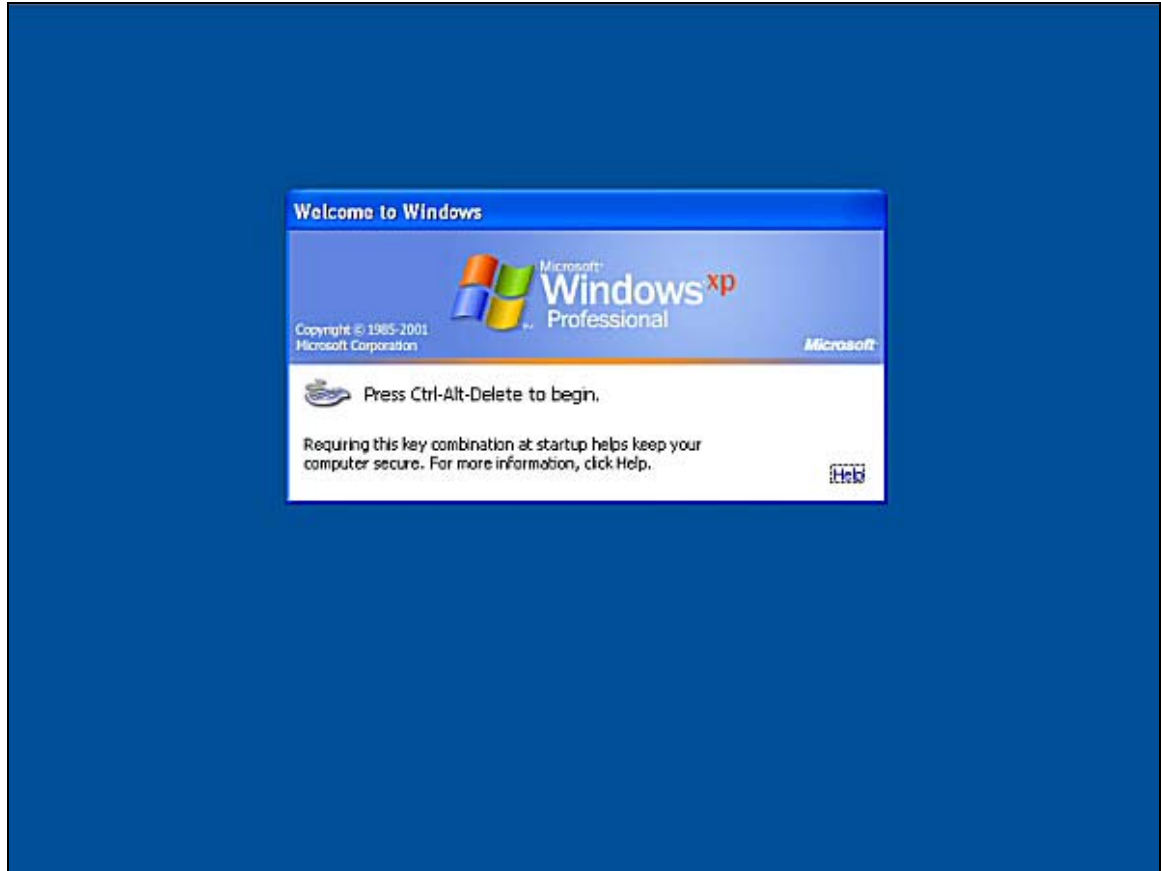 Welcome to Windows
Microsoft®
Windows xp
Professional
Copyright © 1985-2001
Microsoft Corporation
Microsoft
Press Ctrl-Alt-Delete to begin.
Requiring this key combination at startup helps keep your
computer secure. For more information, click Help.
Help